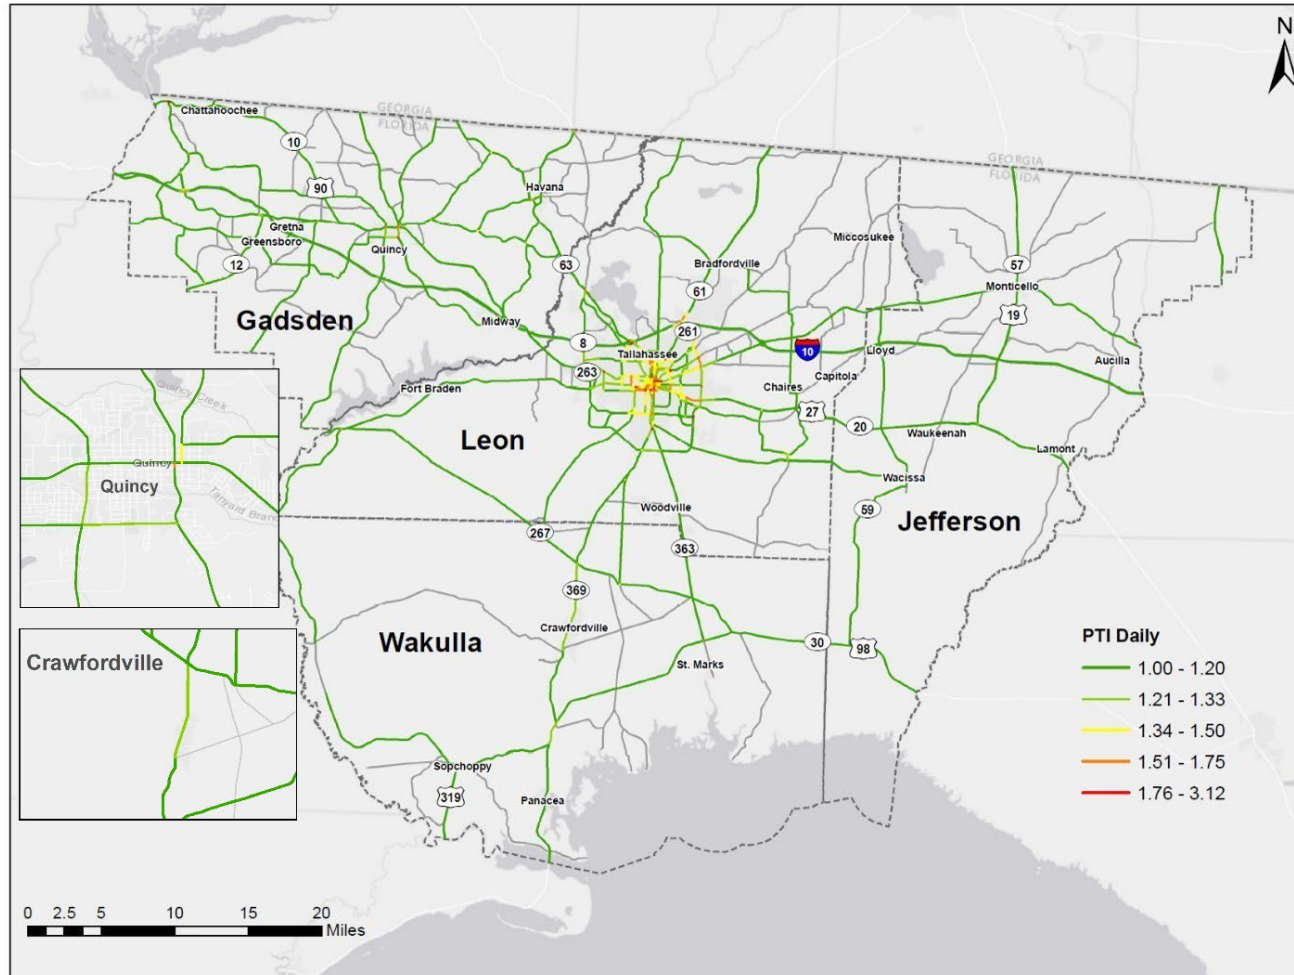 N
GEORGIA
FLORIDA
Chattahoochee
10
90
Havana
GEORGIA
FLORIDA
Gretna
Greensboro
Quincy
12
63
Miccosukee
Bradfordville
57
Monticello
61
19
Gadsden
Midway
261
8
Tallahassee
10
Lloyd
Aucilla
263
Capitola
Chaires
Fort Braden
27
20
Waukeenah
Leon
Lamont
Wacissa
Quincy Creek
Quincy
Quincy
Tanyard Branc
Woodville
59
Jefferson
267
363
369
Crawfordville
Wakulla
30
98
St. Marks
Crawfordville
Sopchoppy
319
Panacea
PTI Daily
1.00 - 1.20
1.21 - 1.33
1.34 - 1.50
1.51 - 1.75
1.76 - 3.12
0 2.5 5 10 15 20
Miles